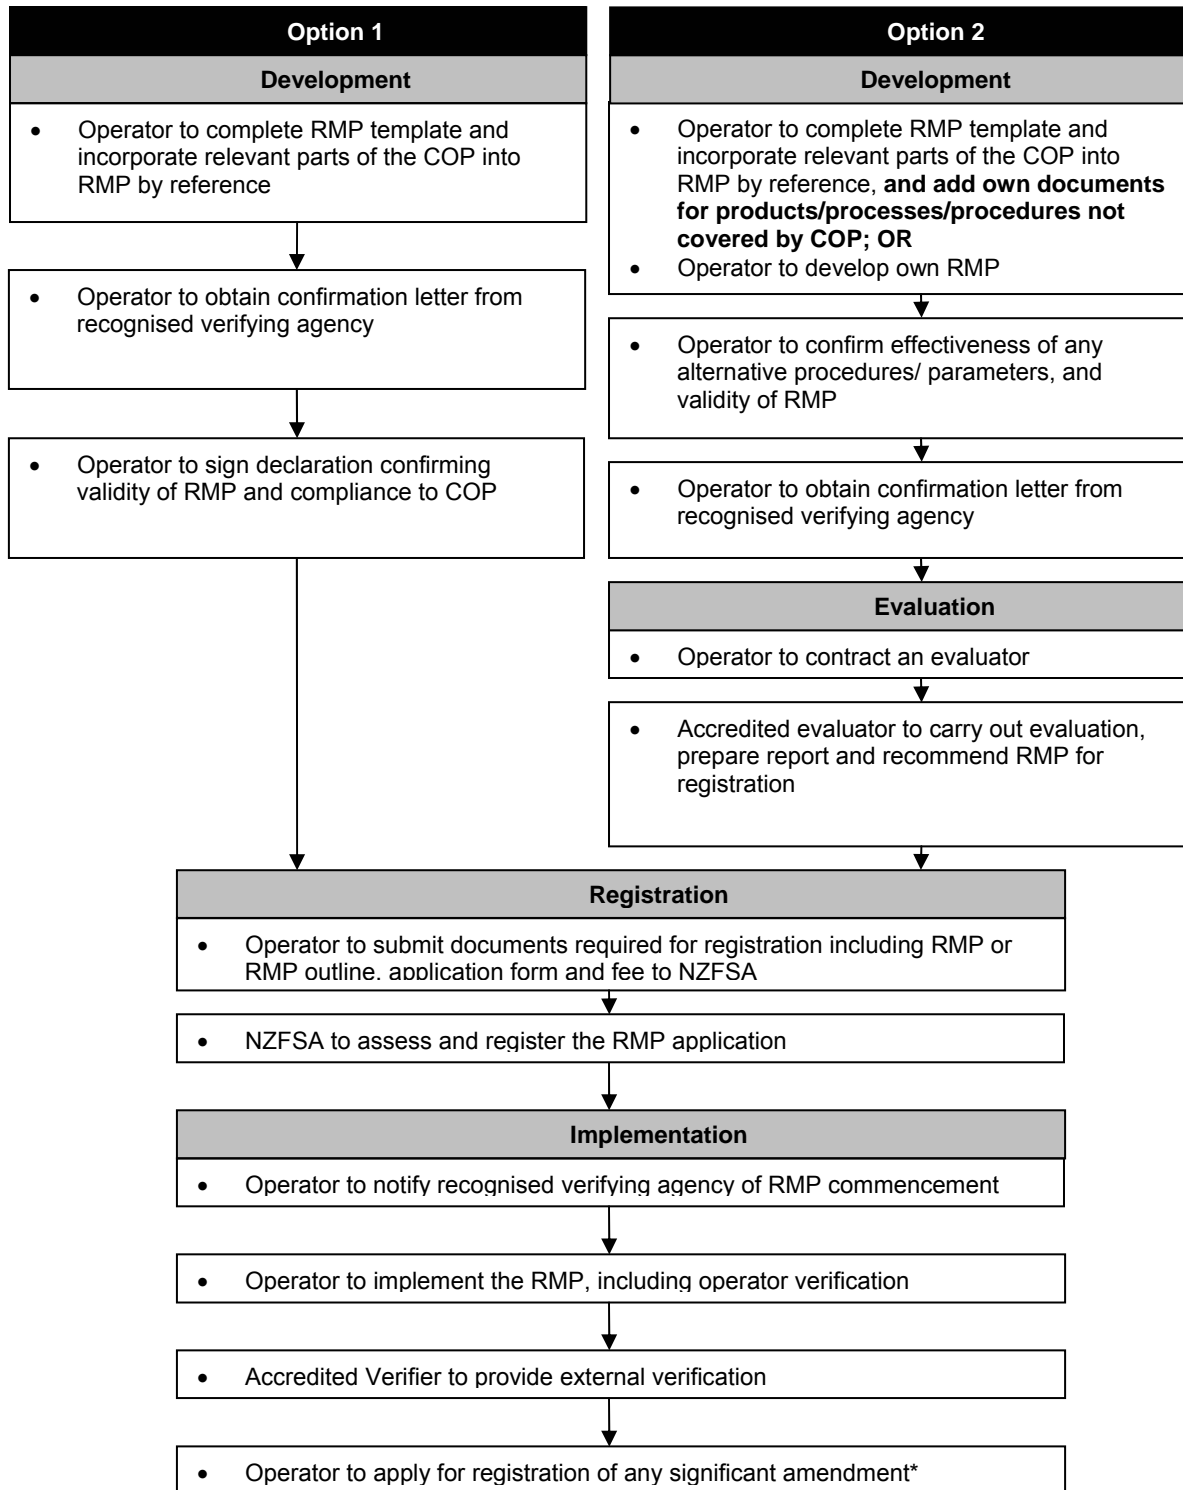 Option 1
Development
• Operator to complete RMP template and
incorporate relevant parts of the COP into
RMP by reference
• Operator to obtain confirmation letter from
recognised verifying agency
• Operator to sign declaration confirming
validity of RMP and compliance to COP
Option 2
Development
• Operator to complete RMP template and
incorporate relevant parts of the COP into
RMP by reference, and add own documents
for products/processes/procedures not
covered by COP; OR
• Operator to develop own RMP
• Operator to confirm effectiveness of any
alternative procedures/ parameters, and
validity of RMP
• Operator to obtain confirmation letter from
recognised verifying agency
Evaluation
• Operator to contract an evaluator
• Accredited evaluator to carry out evaluation,
prepare report and recommend RMP for
registration
Registration
• Operator to submit documents required for registration including RMP or
RMP outline, application form and fee to NZFSA
• NZFSA to assess and register the RMP application
Implementation
• Operator to notify recognised verifying agency of RMP commencement
• Operator to implement the RMP, including operator verification
• Accredited Verifier to provide external verification
• Operator to apply for registration of any significant amendment*